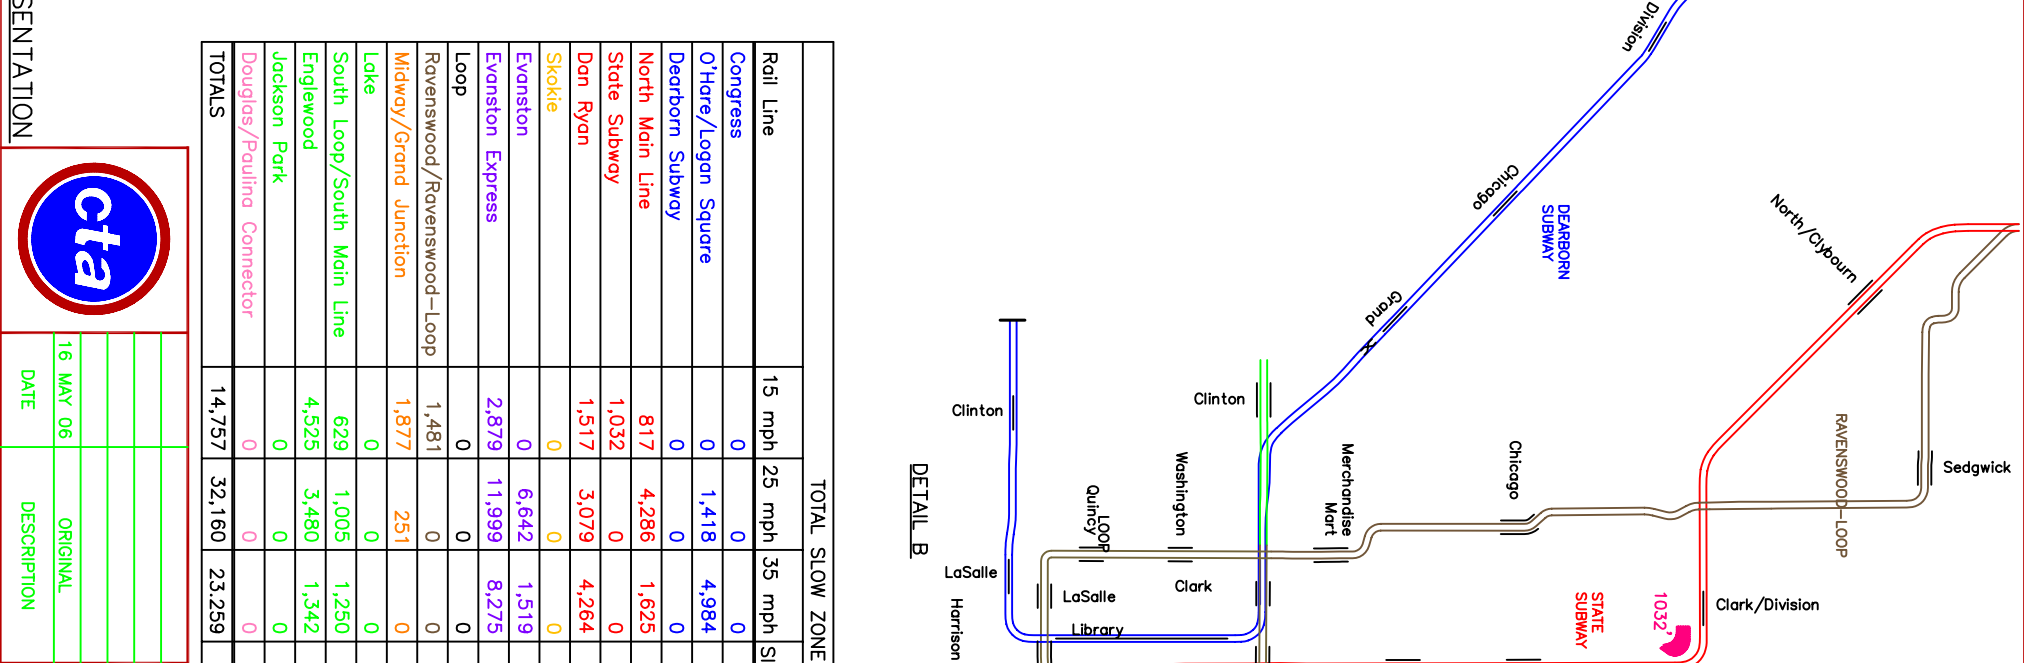 TOTAL SLOW ZONE
Rail Line 15 mph 25 mph 35 mph
Congress 0 0 0
O'Hare/Logan Square 0 1,418 4,984
Dearborn Subway 0 0 0
North Main Line 817 4,286 1,625
State Subway 1,032 0 0
Dan Ryan 1,517 3,079 4,264
Skokie 0 0 0
Evanston 0 6,642 1,519
Evanston Express 2,879 11,999 8,275
Loop 0 0 0
Ravenswood/Ravenswood-Loop 1,481 0 0
Midway/Grand Junction 1,877 251 0
Lake 0 0 0
South Loop/South Main Line 629 1,005 1,250
Englewood 4,525 3,480 1,342
Jackson Park 0 0 0
Douglas/Paulina Connector 0 0 0
TOTALS 14,757 32,160 23.259
SENTATION
cta
16 MAY 06 ORIGINAL
DATE DESCRIPTION
Division
Chicago
Grand
DEARBORN
SUBWAY
North/Clybourn
Clinton
Clinton
Sedgwick
RAVENSWOOD-LOOP
Chicago
Merchandise
Mart
Washington
LOOP
Quincy
DETAIL B
LaSalle
LaSalle
Clark
Library
Harrison
STATE
SUBWAY
1032'
Clark/Division